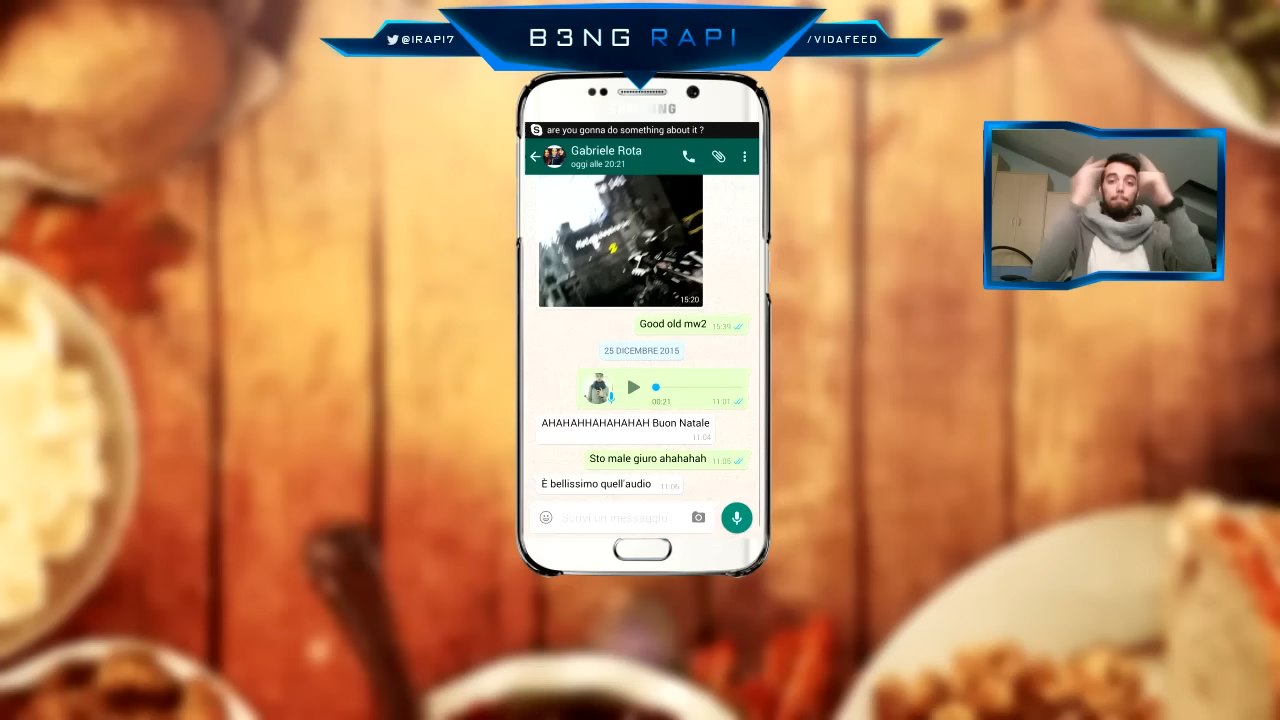 @IRAPI7
B3NG RAPI
/VIDAFEED
SAMSUNG
are you gonna do something about it ?
Gabriele Rota
oggi alle 20:21
15:20
Good old mw2 15:39
25 DICEMBRE 2015
00:21 11:01
AHAHAHHAHAHAHAH Buon Natale
11:04
Sto male giuro ahahahah 11:05
È bellissimo quell'audio 11:06
Scrivi un messaggio